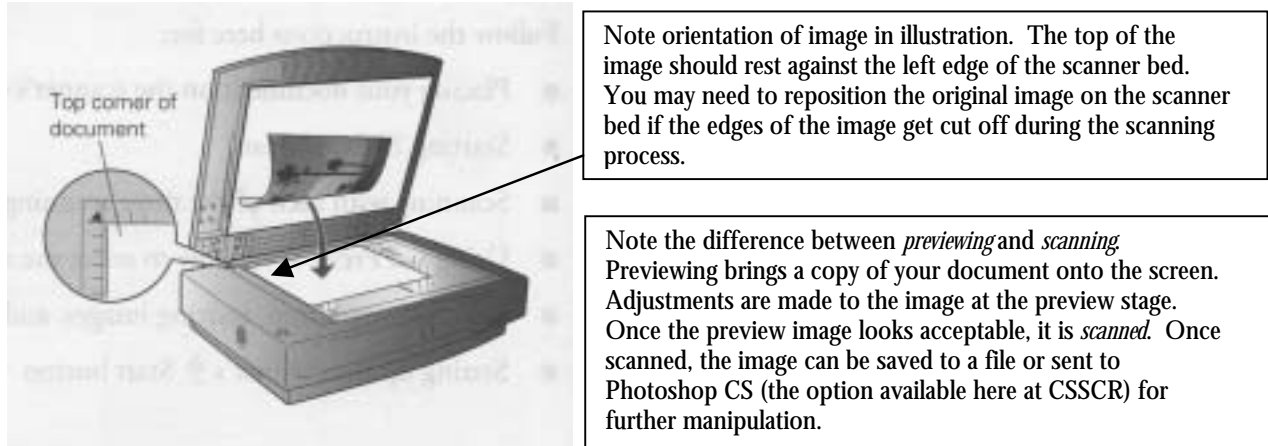 Follow the instructions here for:
Top corner of
document
Note orientation of image in illustration. The top of the
image should rest against the left edge of the scanner bed.
You may need to reposition the original image on the scanner
bed if the edges of the image get cut off during the scanning
process.
Note the difference between previewing and scanning.
Previewing brings a copy of your document onto the screen.
Adjustments are made to the image at the preview stage.
Once the preview image looks acceptable, it is scanned. Once
scanned, the image can be saved to a file or sent to
Photoshop CS (the option available here at CSSCR) for
further manipulation.